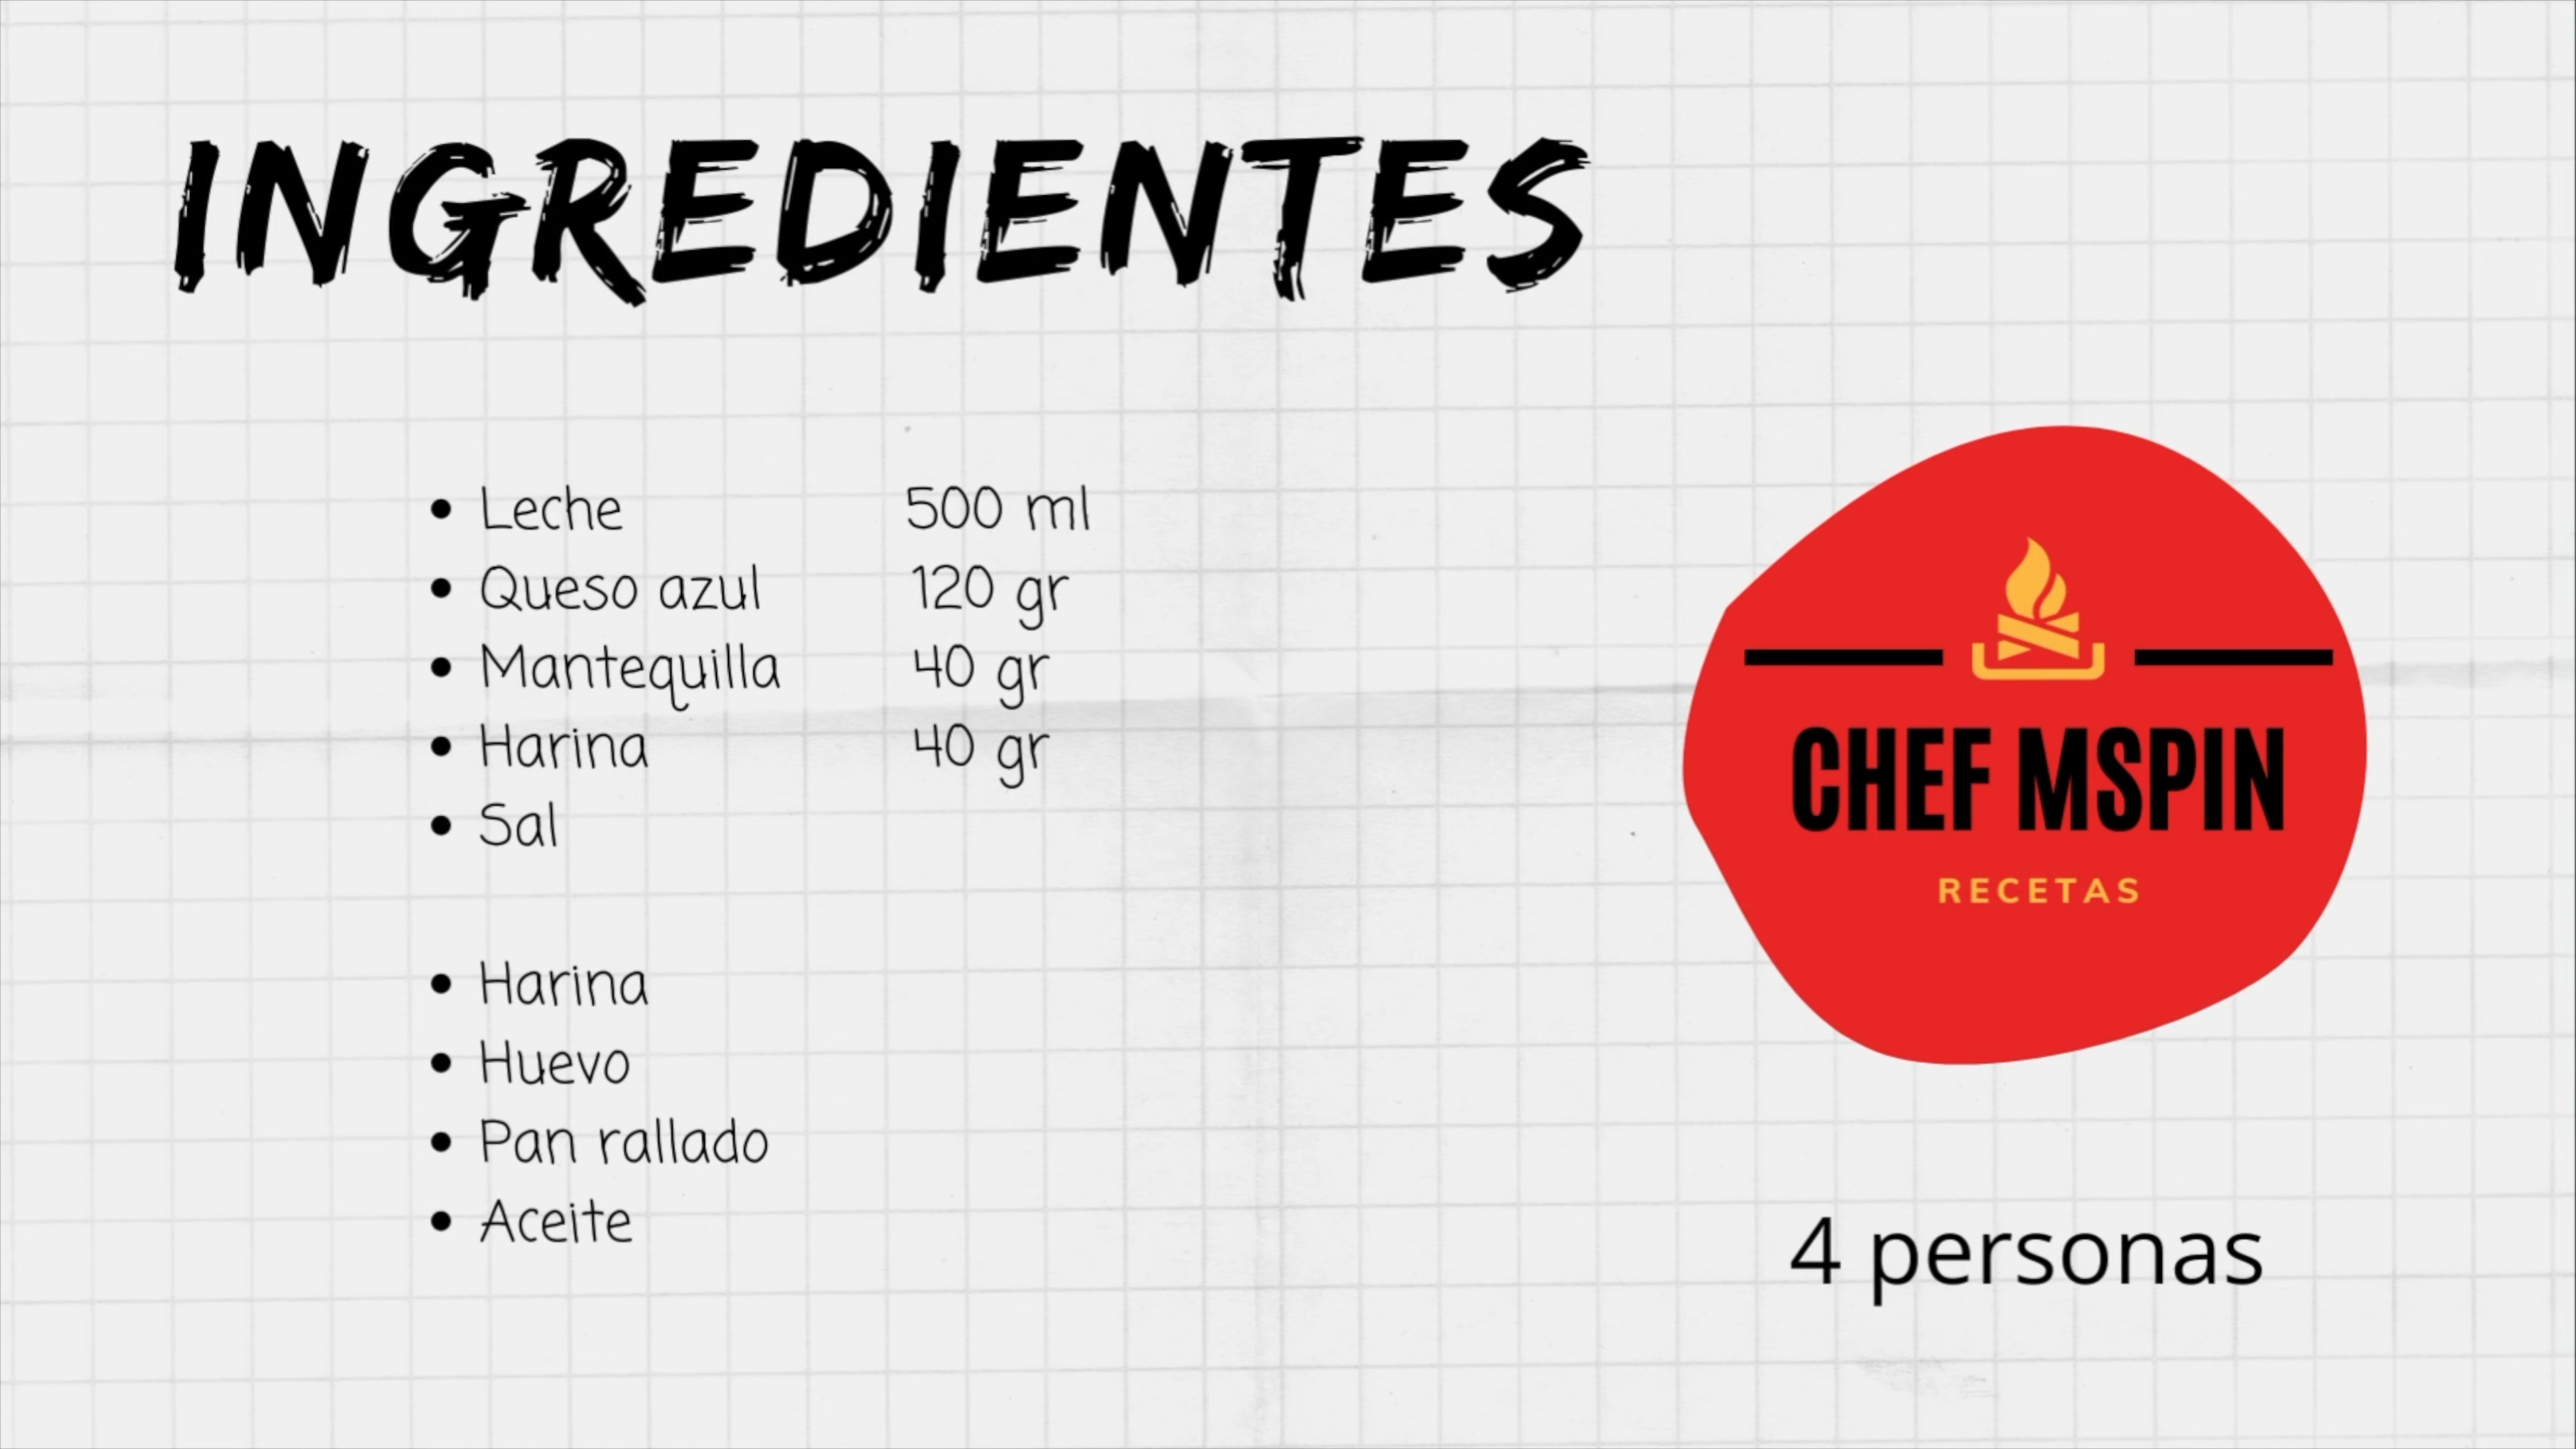 INGREDIENTES
Leche 500 ml
Queso azul 120 gr
Mantequilla 40 gr
Harina 40 gr
Sal
Harina
Huevo
Pan rallado
Aceite
CHEF MSPIN
RECETAS
4 personas